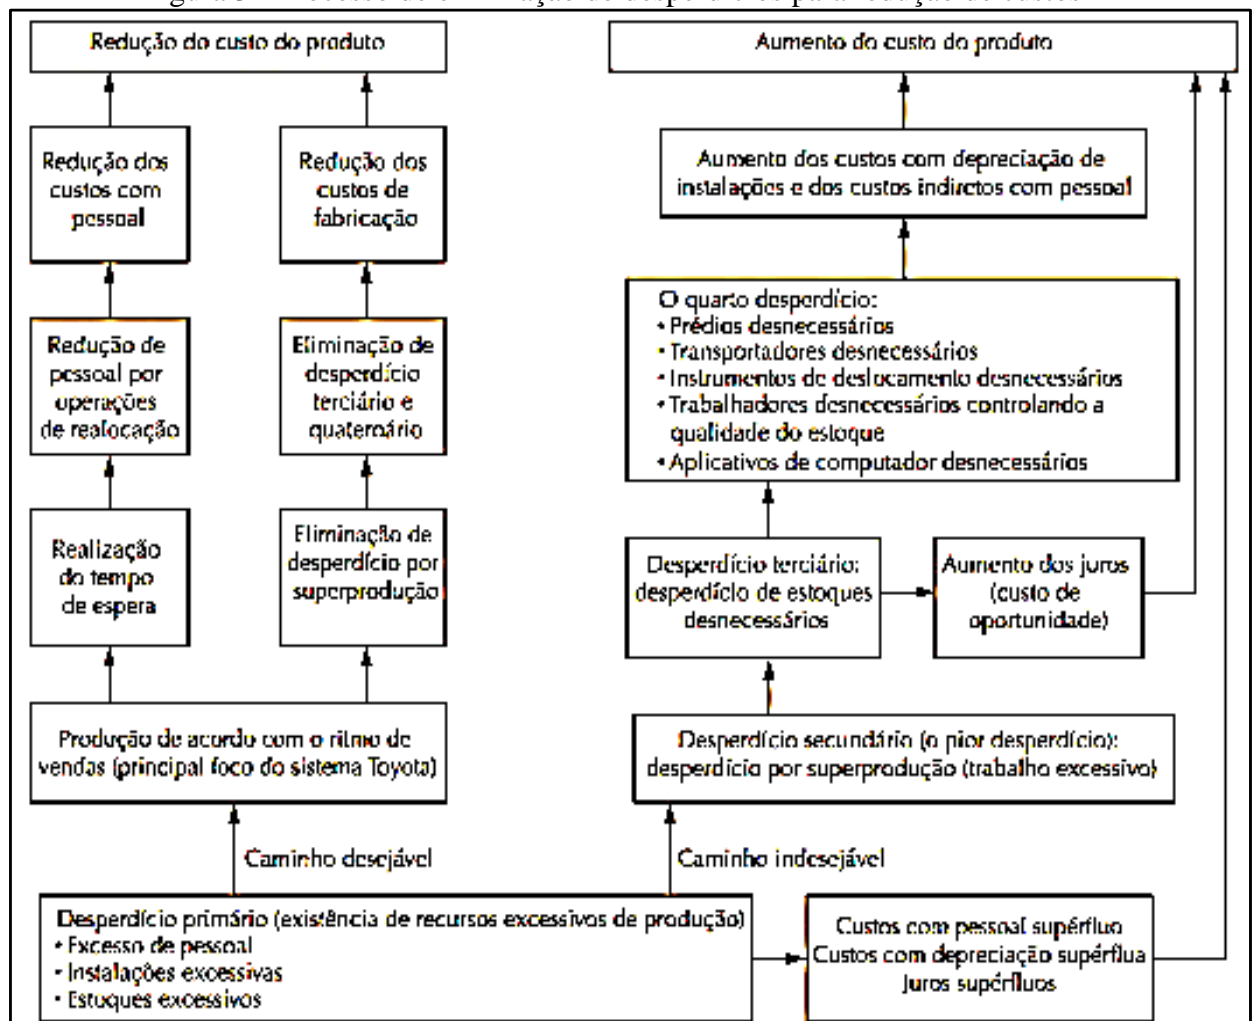 Redução do custo do produto
Aumento do custo do produto
Redução dos
custos com
pessoal
Redução dos
custos de
fabricação
Aumento dos custos com depreciação de
instalações e dos custos indiretos com pessoal
Redução de
pessoal por
operações
de realocação
Eliminação de
desperdício
terciário e
quaternário
O quarto desperdício:
• Prédios desnecessários
• Transportadores desnecessários
• Instrumentos de deslocamento desnecessários
• Trabalhadores desnecessários controlando a
qualidade do estoque
• Aplicativos de computador desnecessários
Realização
do tempo
de espera
Eliminação de
desperdício por
superprodução
Desperdício terciário:
desperdício de estoques
desnecessários
Aumento dos juros
(custo de
oportunidade)
Produção de acordo com o ritmo de
vendas (principal foco do sistema Toyota)
Desperdício secundário (o pior desperdício):
desperdício por superprodução (trabalho excessivo)
Caminho desejável
Caminho indesejável
Desperdício primário (existência de recursos excessivos de produção)
• Excesso de pessoal
• Instalações excessivas
• Estoques excessivos
Custos com pessoal supérfluo
Custos com depreciação supérflua
Juros supérfluos